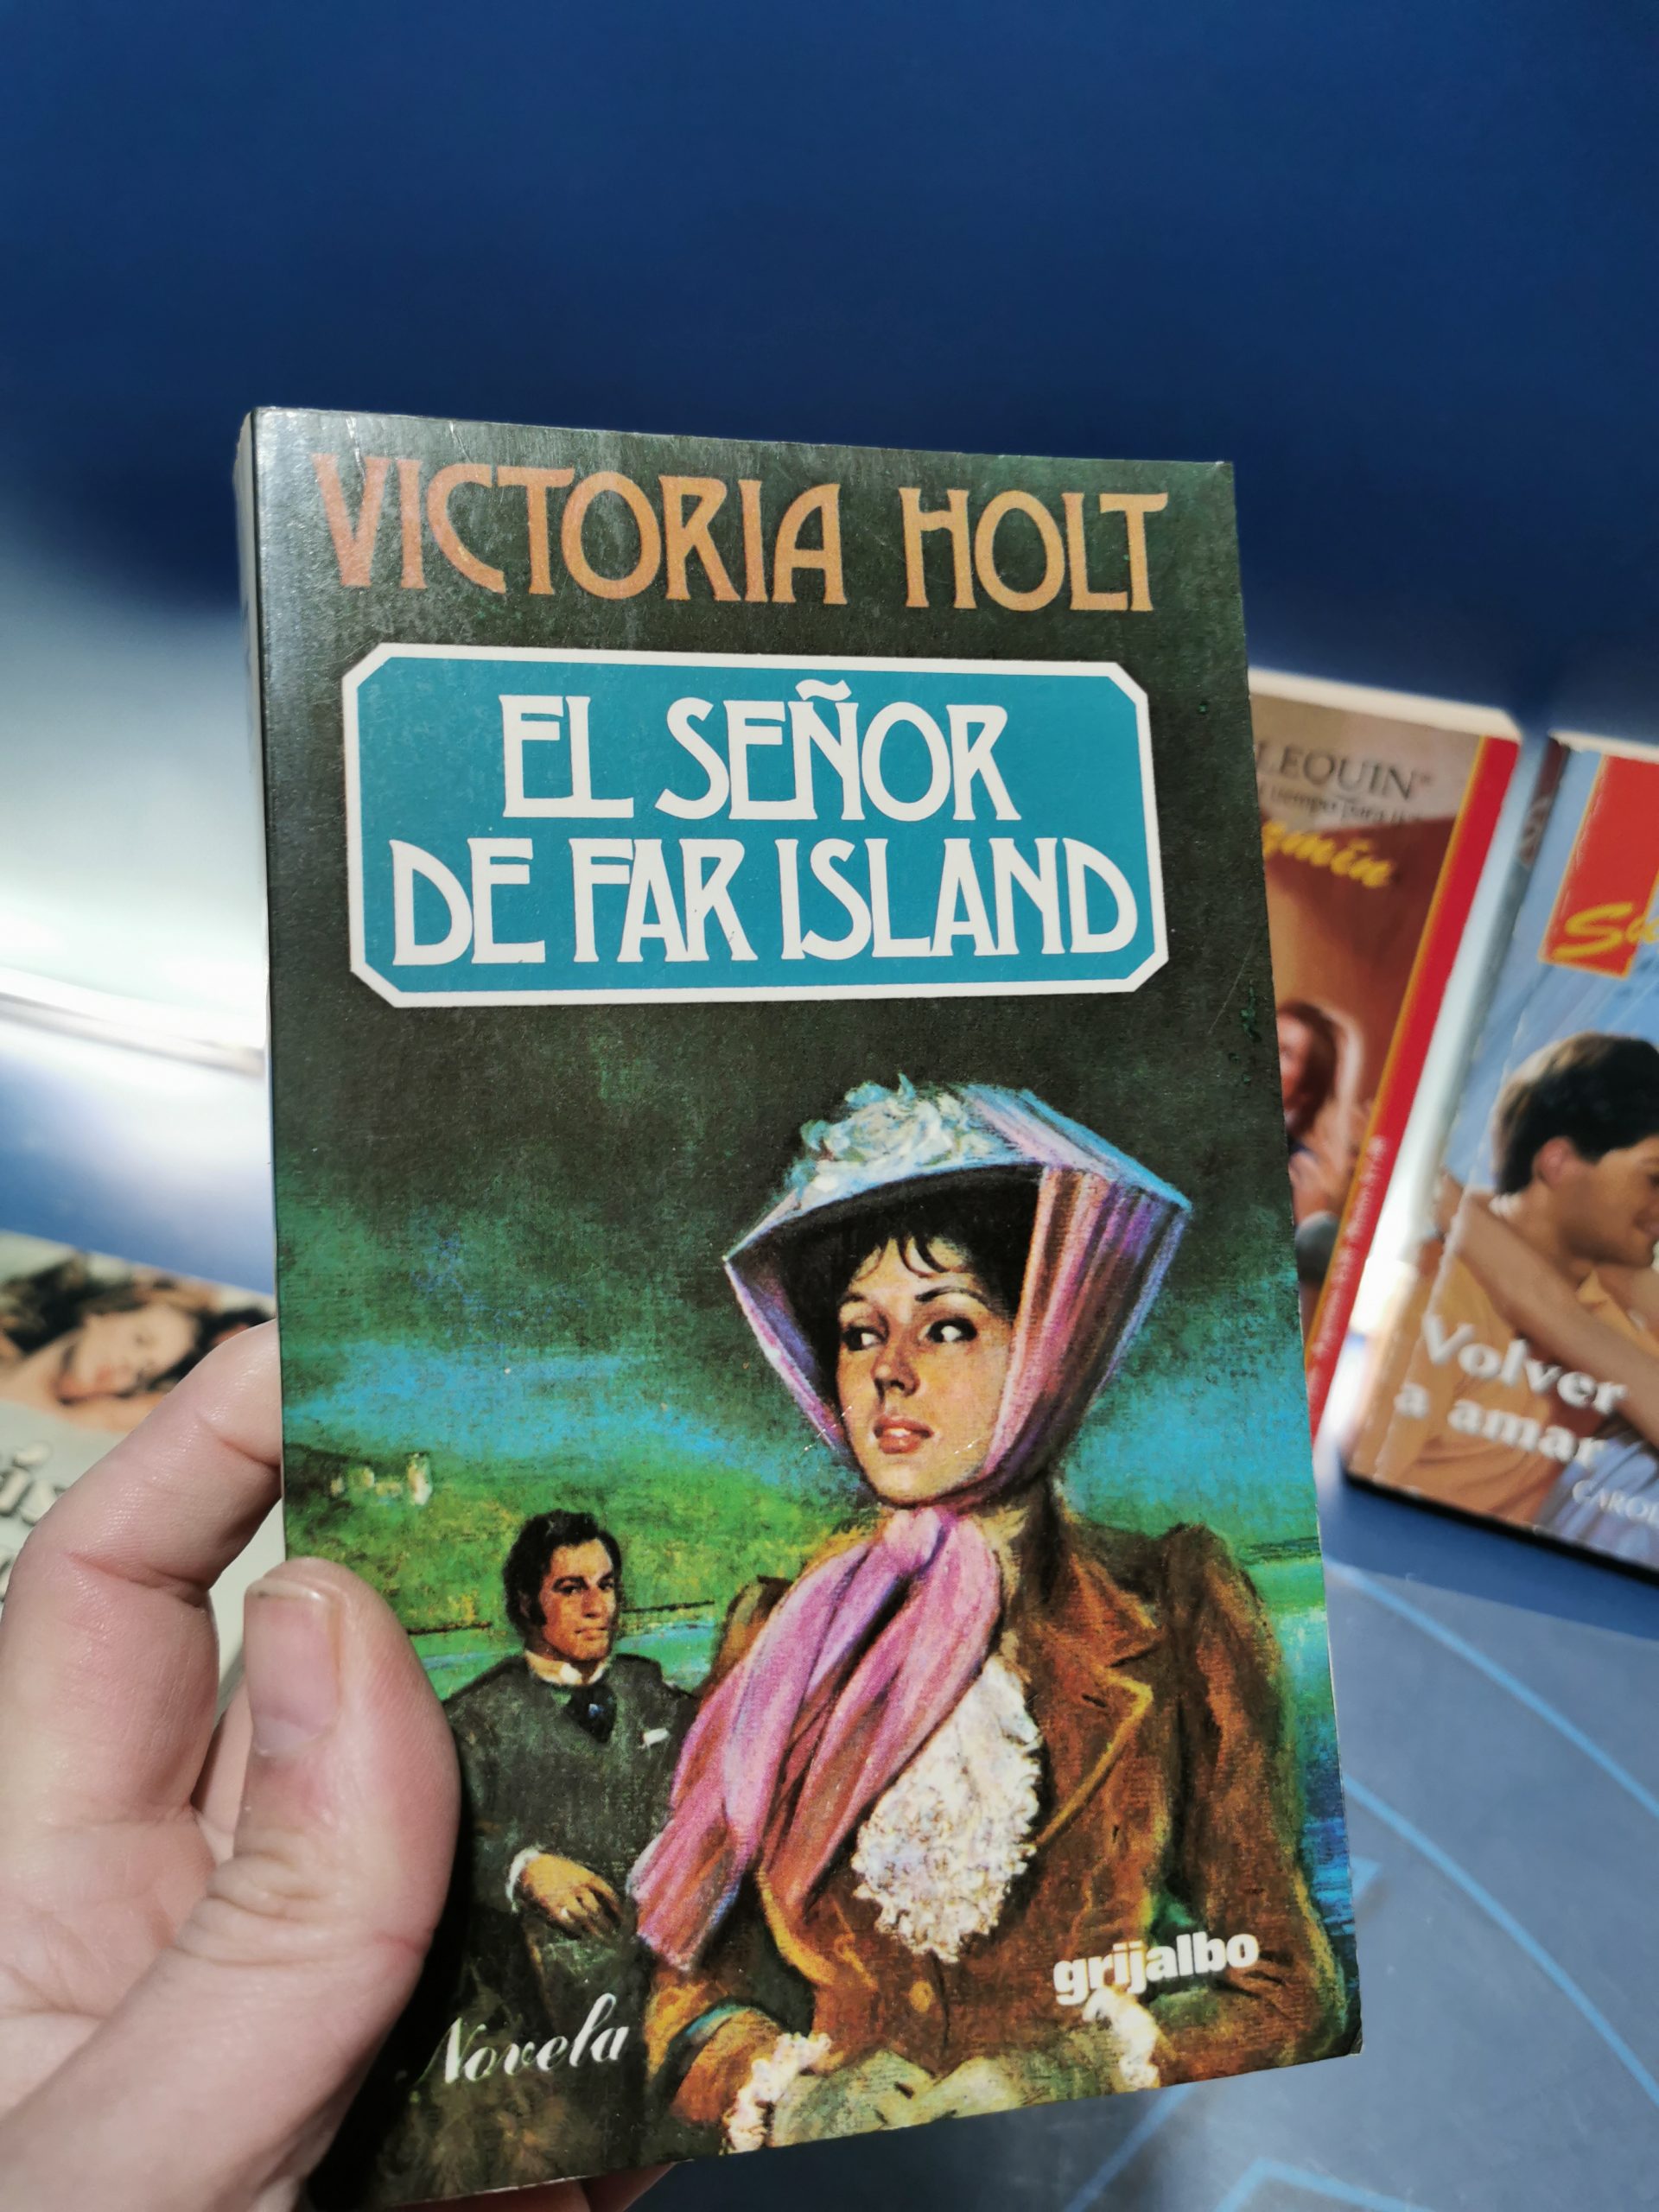 VICTORIA HOLT
EL SEÑOR
DE FAR ISLAND
grijalbo
Novela
Volver
a amar